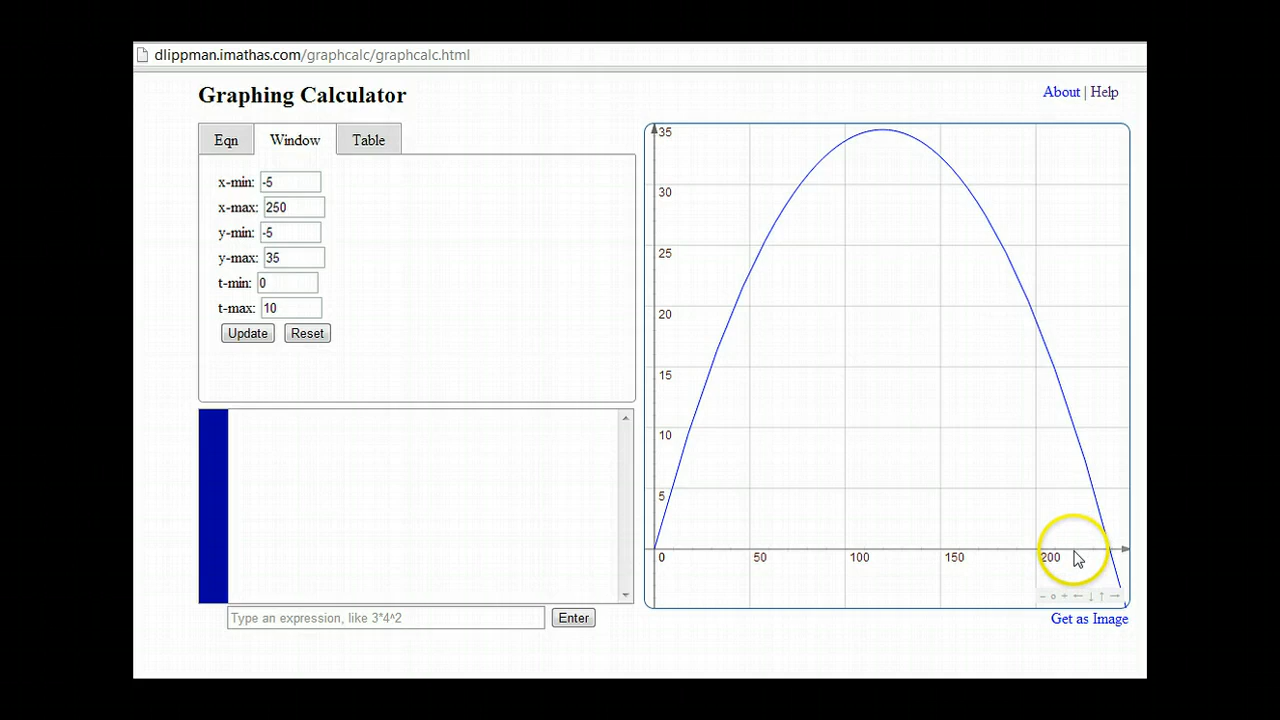 dlippman.imathas.com/graphcalc/graphcalc.html
Graphing Calculator
About | Help
Eqn Window Table
x-min: -5
x-max: 250
y-min: -5
y-max: 35
t-min: 0
t-max: 10
Update Reset
Type an expression, like 3*4^2
Enter
35
30
25
20
15
10
5
0 50 100 150 200
- o + ← ↓ ↑ →
Get as Image